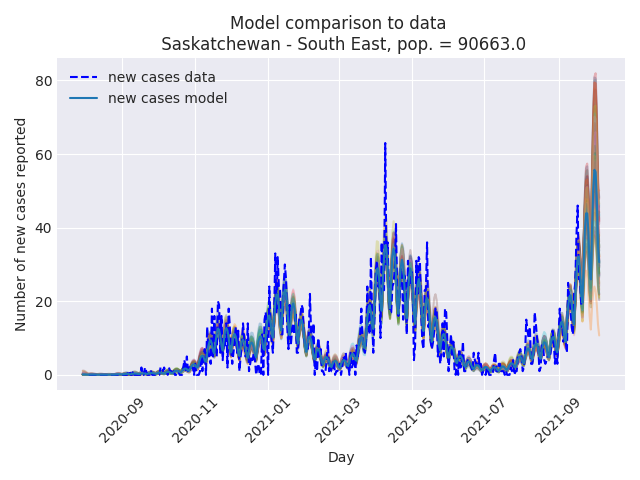 Model comparison to data
Saskatchewan - South East, pop. = 90663.0
new cases data
new cases model
Number of new cases reported
80
60
40
20
0
2020-09
2020-11
2021-01
2021-03
2021-05
2021-07
2021-09
Day